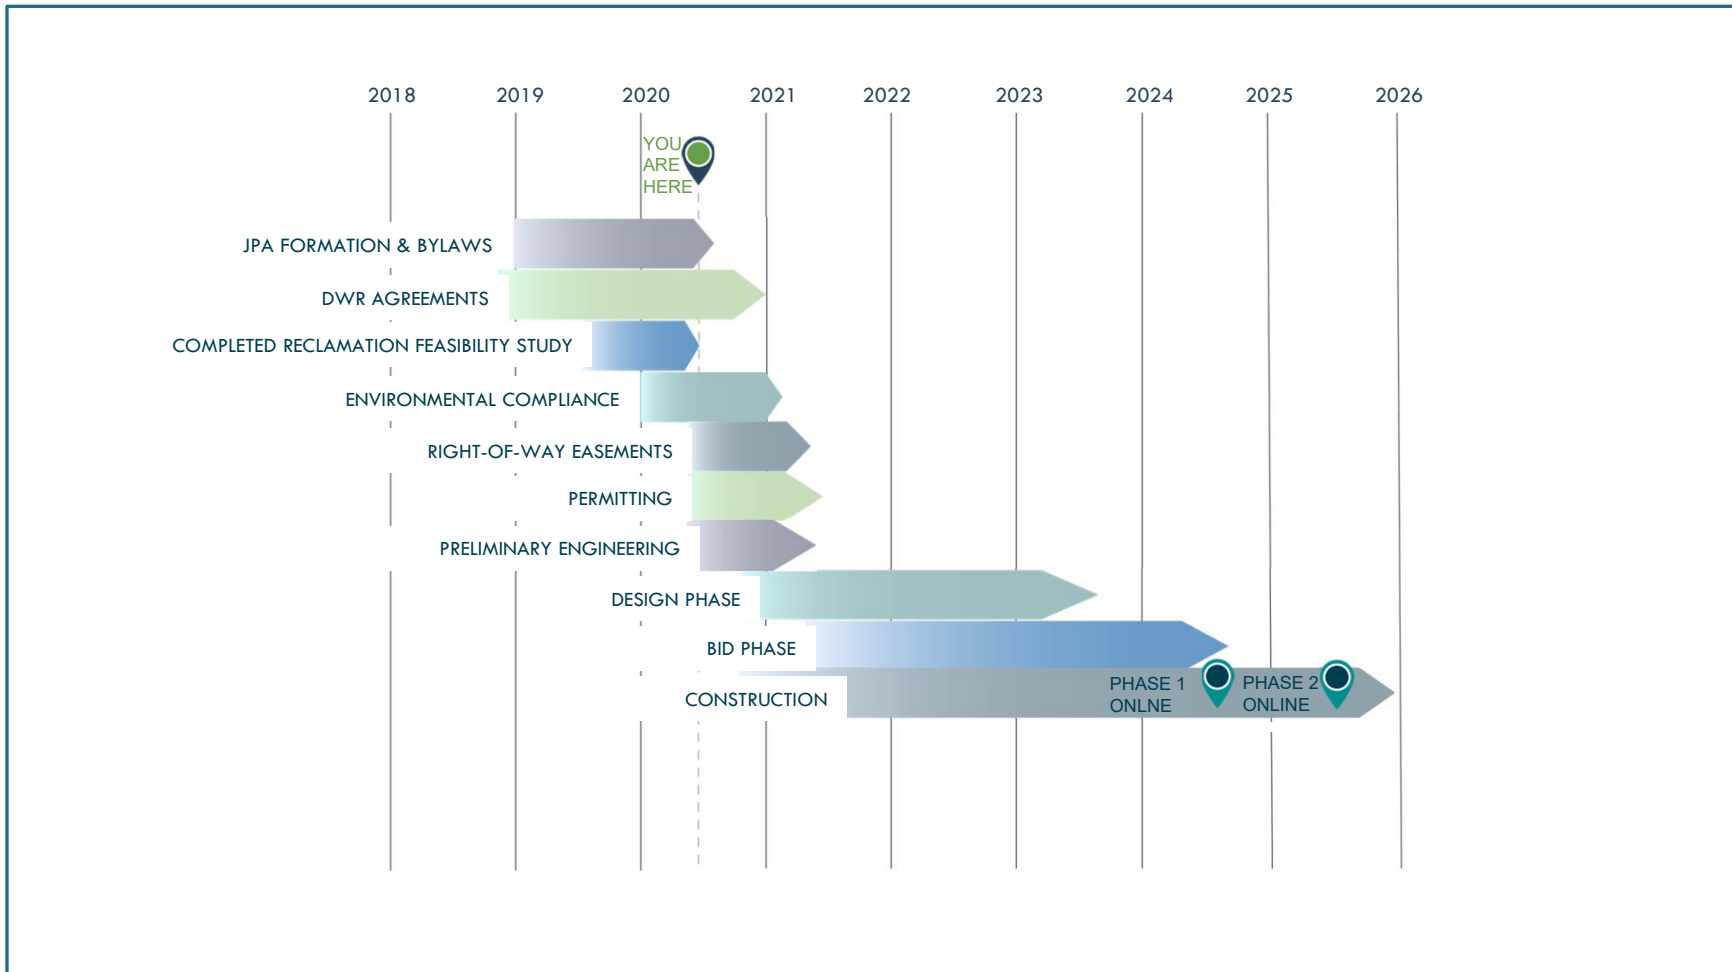 2018 2019 2020 2021 2022 2023 2024 2025 2026
YOU
ARE
HERE
JPA FORMATION & BYLAWS
DWR AGREEMENTS
COMPLETED RECLAMATION FEASIBILITY STUDY
ENVIRONMENTAL COMPLIANCE
RIGHT-OF-WAY EASEMENTS
PERMITTING
PRELIMINARY ENGINEERING
DESIGN PHASE
BID PHASE
CONSTRUCTION
PHASE 1
ONLNE
PHASE 2
ONLINE